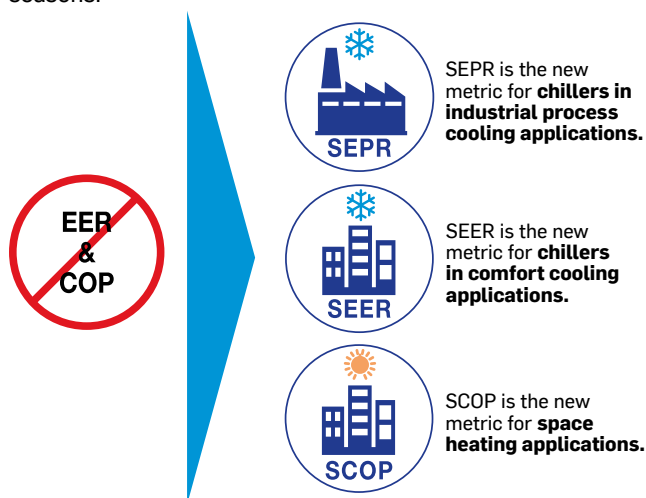 seasons.
SEPR
SEPR is the new
metric for chillers in
industrial process
cooling applications.
EER
&
COP
SEER
SEER is the new
metric for chillers
in comfort cooling
applications.
SCOP
SCOP is the new
metric for space
heating applications.